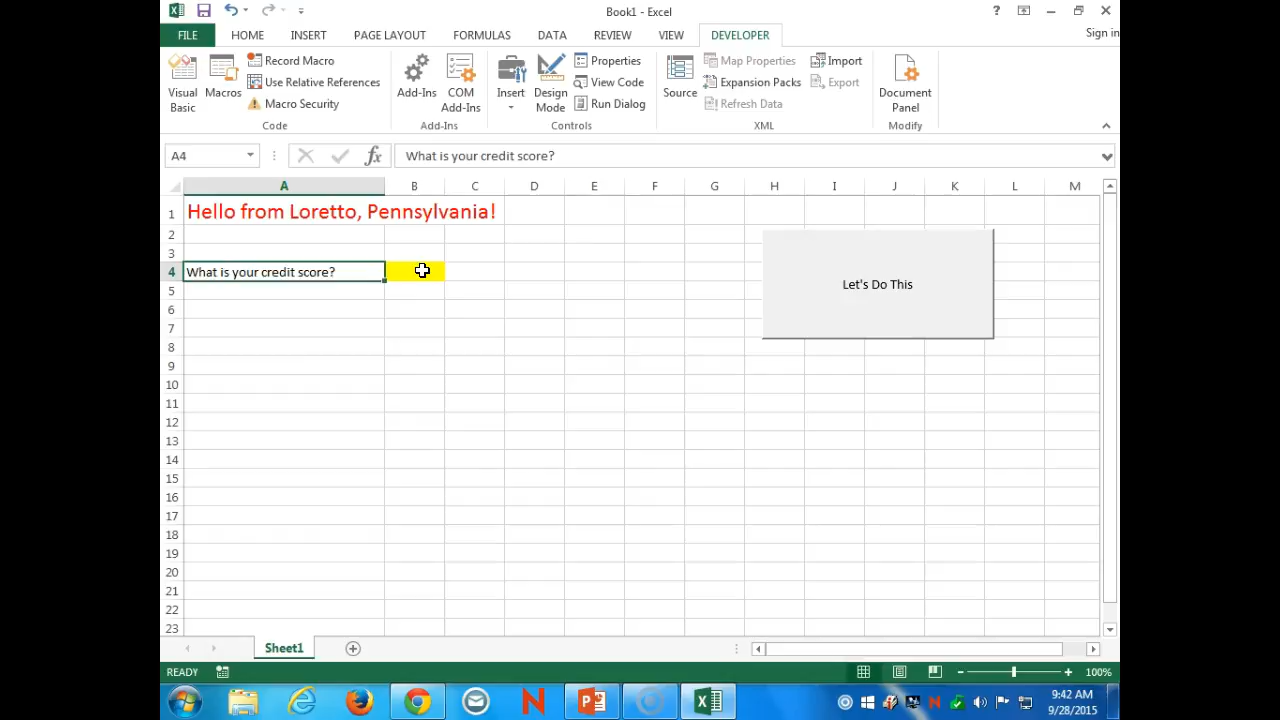 Book1 - Excel
?
FILE HOME INSERT PAGE LAYOUT FORMULAS DATA REVIEW VIEW DEVELOPER Sign in
Visual Basic
Macros
Record Macro
Use Relative References
Macro Security
Code
Add-Ins
COM Add-Ins
Add-Ins
Insert
Design Mode
Properties
View Code
Run Dialog
Controls
Source
Map Properties
Expansion Packs
Refresh Data
Import
Export
XML
Document Panel
Modify
A4 fx What is your credit score?
A B C D E F G H I J K L M
1 Hello from Loretto, Pennsylvania!
2
3
4 What is your credit score?
Let's Do This
5
6
7
8
9
10
11
12
13
14
15
16
17
18
19
20
21
22
23
Sheet1
READY 100%
N 9:42 AM
9/28/2015